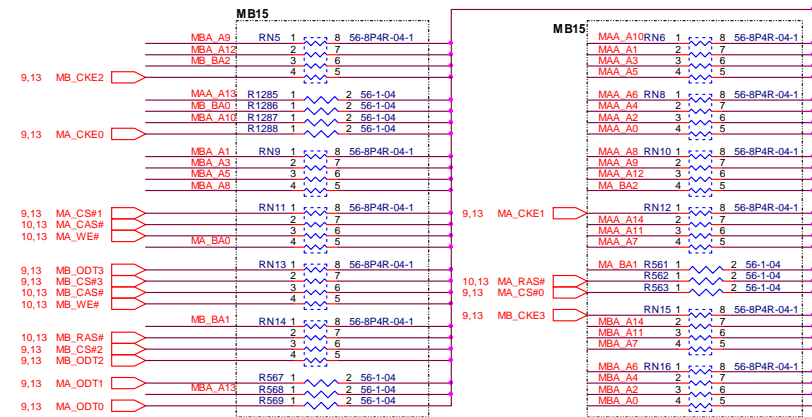 MB15
MBA_A9 RN5 1 8 56-8P4R-04-1
MBA_A12 2 7
MB_BA2 3 6
9,13 MB_CKE2 4 5
MAA_A13 R1285 1 2 56-1-04
MB_BA0 R1286 1 2 56-1-04
MBA_A10 R1287 1 2 56-1-04
9,13 MA_CKE0 R1288 1 2 56-1-04
MBA_A1 RN9 1 8 56-8P4R-04-1
MBA_A3 2 7
MBA_A5 3 6
MBA_A8 4 5
9,13 MA_CS#1 RN11 1 8 56-8P4R-04-1
10,13 MA_CAS# 2 7
10,13 MA_WE# 3 6
MA_BA0 4 5
9,13 MB_ODT3 RN13 1 8 56-8P4R-04-1
9,13 MB_CS#3 2 7
10,13 MB_CAS# 3 6
10,13 MB_WE# 4 5
MB_BA1 RN14 1 8 56-8P4R-04-1
10,13 MB_RAS# 2 7
9,13 MB_CS#2 3 6
9,13 MB_ODT2 4 5
9,13 MA_ODT1 R567 1 2 56-1-04
MBA_A13 R568 1 2 56-1-04
9,13 MA_ODT0 R569 1 2 56-1-04
MB15
MAA_A10 RN6 1 8 56-8P4R-04-1
MAA_A1 2 7
MAA_A3 3 6
MAA_A5 4 5
MAA_A6 RN8 1 8 56-8P4R-04-1
MAA_A4 2 7
MAA_A2 3 6
MAA_A0 4 5
MAA_A8 RN10 1 8 56-8P4R-04-1
MAA_A9 2 7
MAA_A12 3 6
MA_BA2 4 5
9,13 MA_CKE1 RN12 1 8 56-8P4R-04-1
MAA_A14 2 7
MAA_A11 3 6
MAA_A7 4 5
MA_BA1 R561 1 2 56-1-04
10,13 MA_RAS# R562 1 2 56-1-04
9,13 MA_CS#0 R563 1 2 56-1-04
9,13 MB_CKE3 RN15 1 8 56-8P4R-04-1
MBA_A14 2 7
MBA_A11 3 6
MBA_A7 4 5
MBA_A6 RN16 1 8 56-8P4R-04-1
MBA_A4 2 7
MBA_A2 3 6
MBA_A0 4 5